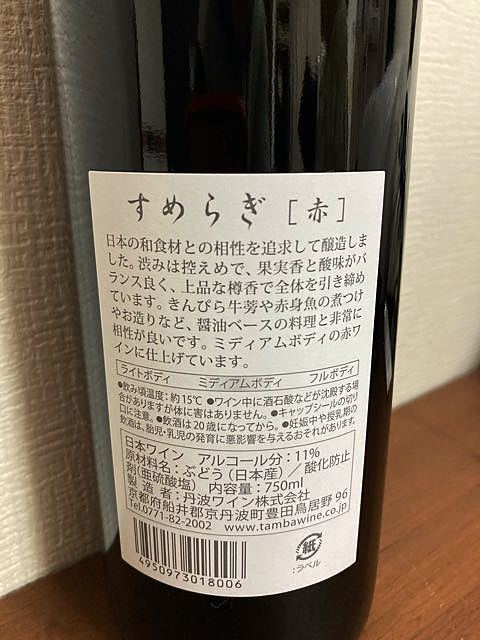 すめらぎ［赤］
日本の和食材との相性を追求して醸造しま
した。渋みは控えめで、果実香と酸味がバ
ランス良く、上品な樽香で全体を引き締め
ています。きんぴら牛蒡や赤身魚の煮つけ
やお造りなど、醤油ベースの料理と非常に
相性が良いです。ミディアムボディの赤ワ
インに仕上げています。
ライトボディ ミディアムボディ フルボディ
●飲み頃温度：約15℃ ●ワイン中に酒石酸などが沈殿する場
合がありますが体に害はありません。●キャップシールの切り
口に注意。●飲酒は20歳になってから。●妊娠中や授乳期の
飲酒は、胎児・乳児の発育に悪影響を与えるおそれがあります。
日本ワイン アルコール分：11%
原材料名：ぶどう（日本産）／酸化防止
剤（亜硫酸塩） 内容量：750ml
製造者：丹波ワイン株式会社
京都府船井郡京丹波町豊田鳥居野 96
Tel.0771-82-2002 www.tambawine.co.jp
4950973018006
紙
：ラベル